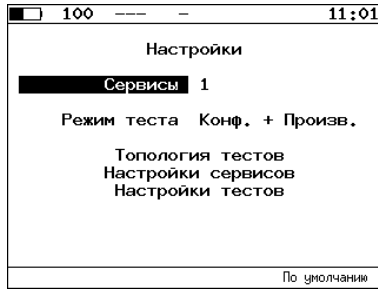 100 --- – 11:01
Настройки
Сервисы 1
Режим теста Конф. + Произв.
Топология тестов
Настройки сервисов
Настройки тестов
По умолчанию